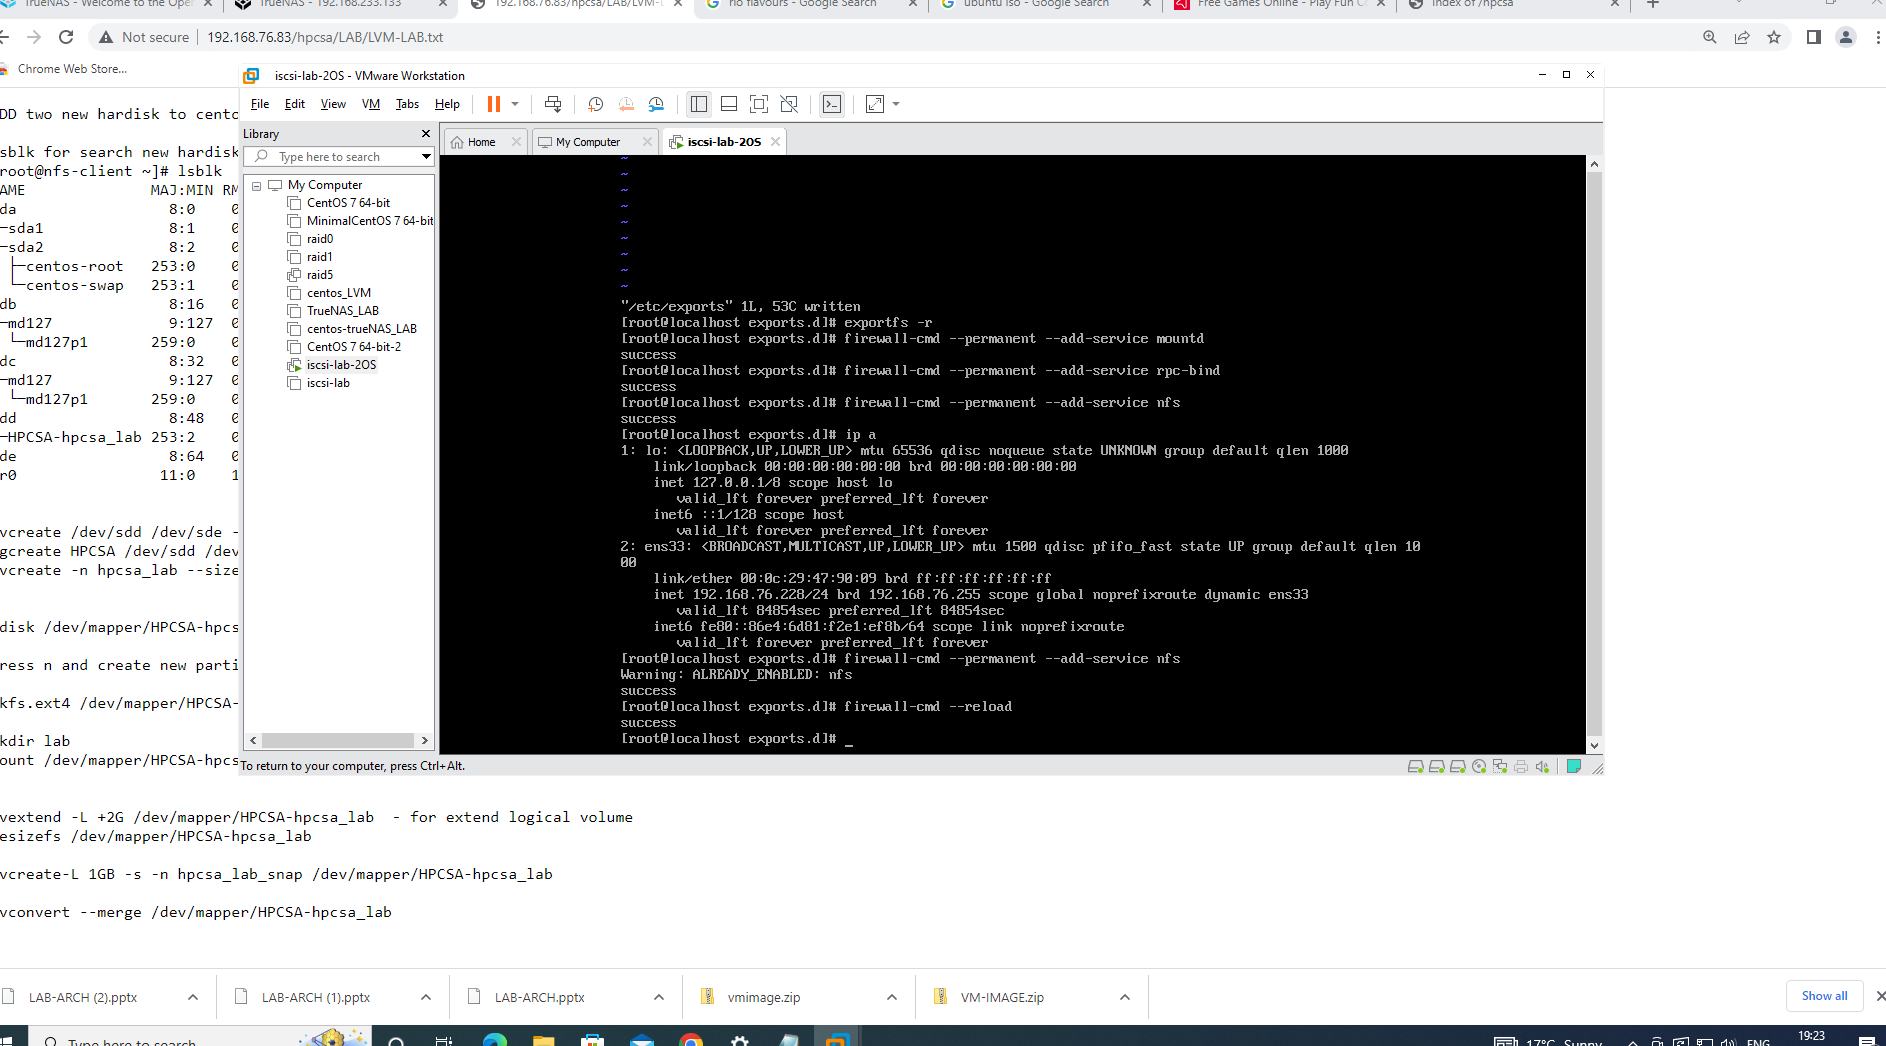 TrueNAS - Welcome to the Open
TrueNAS - 192.168.233.133
192.168.76.83/hpcsa/LAB/LVM-L
rio flavours - Google Search
ubuntu iso - Google Search
Free Games Online - Play Fun C
Index of /hpcsa
Not secure
192.168.76.83/hpcsa/LAB/LVM-LAB.txt
Chrome Web Store...
DD two new hardisk to cento
sblk for search new hardisk
root@nfs-client ~]# lsblk
AME MAJ:MIN RM
da 8:0 0
─sda1 8:1 0
─sda2 8:2 0
├─centos-root 253:0 0
└─centos-swap 253:1 0
db 8:16 0
─md127 9:127 0
└─md127p1 259:0 0
dc 8:32 0
─md127 9:127 0
└─md127p1 259:0 0
dd 8:48 0
─HPCSA-hpcsa_lab 253:2 0
de 8:64 0
r0 11:0 1
vcreate /dev/sdd /dev/sde -
gcreate HPCSA /dev/sdd /dev
vcreate -n hpcsa_lab --size
disk /dev/mapper/HPCSA-hpcs
ress n and create new parti
kfs.ext4 /dev/mapper/HPCSA-
kdir lab
ount /dev/mapper/HPCSA-hpcs
vextend -L +2G /dev/mapper/HPCSA-hpcsa_lab - for extend logical volume
esizefs /dev/mapper/HPCSA-hpcsa_lab
vcreate-L 1GB -s -n hpcsa_lab_snap /dev/mapper/HPCSA-hpcsa_lab
vconvert --merge /dev/mapper/HPCSA-hpcsa_lab
iscsi-lab-2OS - VMware Workstation
File Edit View VM Tabs Help
Library
Type here to search
My Computer
CentOS 7 64-bit
MinimalCentOS 7 64-bit
raid0
raid1
raid5
centos_LVM
TrueNAS_LAB
centos-trueNAS_LAB
CentOS 7 64-bit-2
iscsi-lab-2OS
iscsi-lab
Home
My Computer
iscsi-lab-2OS
~
~
~
~
~
~
~
~
~
"/etc/exports" 1L, 53C written
[root@localhost exports.d]# exportfs -r
[root@localhost exports.d]# firewall-cmd --permanent --add-service mountd
success
[root@localhost exports.d]# firewall-cmd --permanent --add-service rpc-bind
success
[root@localhost exports.d]# firewall-cmd --permanent --add-service nfs
success
[root@localhost exports.d]# ip a
1: lo: <LOOPBACK,UP,LOWER_UP> mtu 65536 qdisc noqueue state UNKNOWN group default qlen 1000
link/loopback 00:00:00:00:00:00 brd 00:00:00:00:00:00
inet 127.0.0.1/8 scope host lo
valid_lft forever preferred_lft forever
inet6 ::1/128 scope host
valid_lft forever preferred_lft forever
2: ens33: <BROADCAST,MULTICAST,UP,LOWER_UP> mtu 1500 qdisc pfifo_fast state UP group default qlen 10
00
link/ether 00:0c:29:47:90:09 brd ff:ff:ff:ff:ff:ff
inet 192.168.76.228/24 brd 192.168.76.255 scope global noprefixroute dynamic ens33
valid_lft 84854sec preferred_lft 84854sec
inet6 fe80::86e4:6d81:f2e1:ef8b/64 scope link noprefixroute
valid_lft forever preferred_lft forever
[root@localhost exports.d]# firewall-cmd --permanent --add-service nfs
Warning: ALREADY_ENABLED: nfs
success
[root@localhost exports.d]# firewall-cmd --reload
success
[root@localhost exports.d]# _
To return to your computer, press Ctrl+Alt.
LAB-ARCH (2).pptx
LAB-ARCH (1).pptx
LAB-ARCH.pptx
vmimage.zip
VM-IMAGE.zip
Show all
Type here to search
17°C Sunny
ENG
19:23